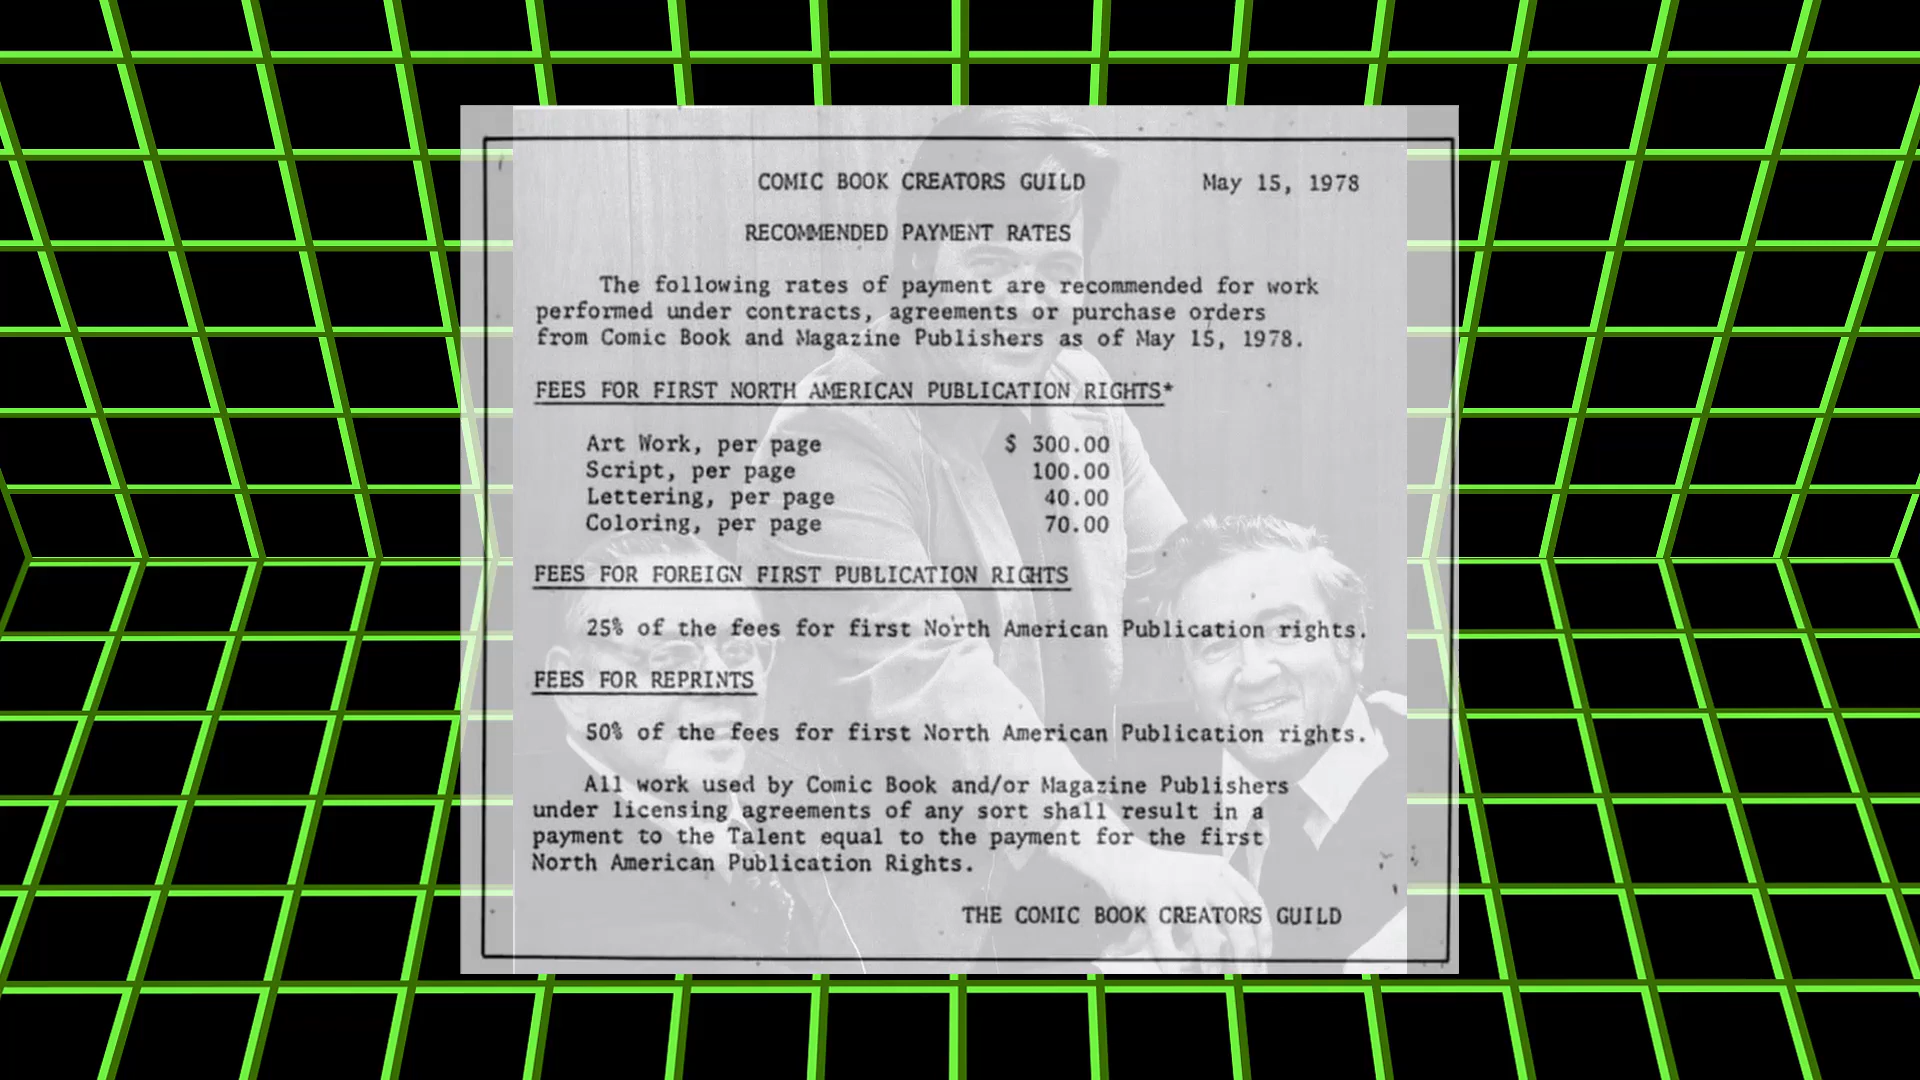 COMIC BOOK CREATORS GUILD May 15, 1978
RECOMMENDED PAYMENT RATES
The following rates of payment are recommended for work
performed under contracts, agreements or purchase orders
from Comic Book and Magazine Publishers as of May 15, 1978.
FEES FOR FIRST NORTH AMERICAN PUBLICATION RIGHTS*
Art Work, per page $ 300.00
Script, per page 100.00
Lettering, per page 40.00
Coloring, per page 70.00
FEES FOR FOREIGN FIRST PUBLICATION RIGHTS
25% of the fees for first North American Publication rights.
FEES FOR REPRINTS
50% of the fees for first North American Publication rights.
All work used by Comic Book and/or Magazine Publishers
under licensing agreements of any sort shall result in a
payment to the Talent equal to the payment for the first
North American Publication Rights.
THE COMIC BOOK CREATORS GUILD